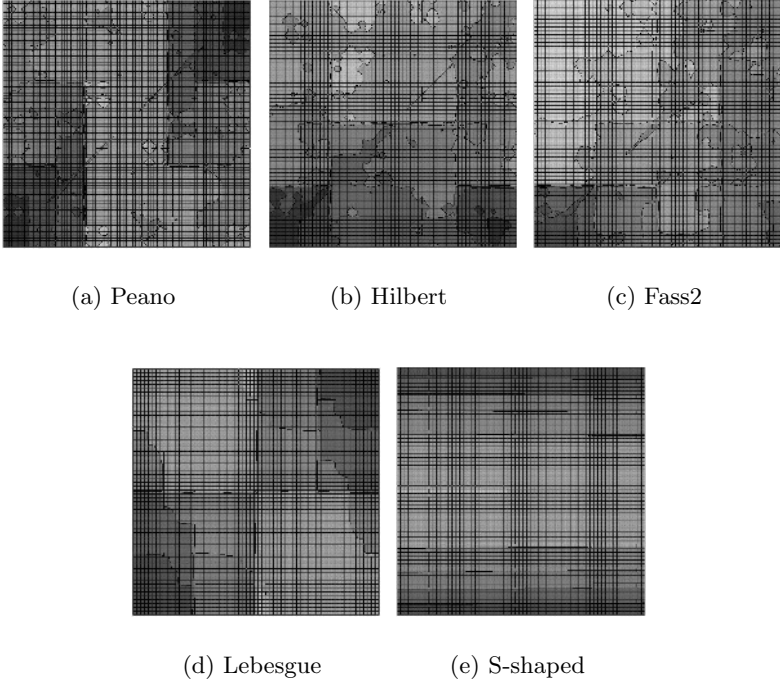 (a) Peano
(b) Hilbert
(c) Fass2
(d) Lebesgue
(e) S-shaped